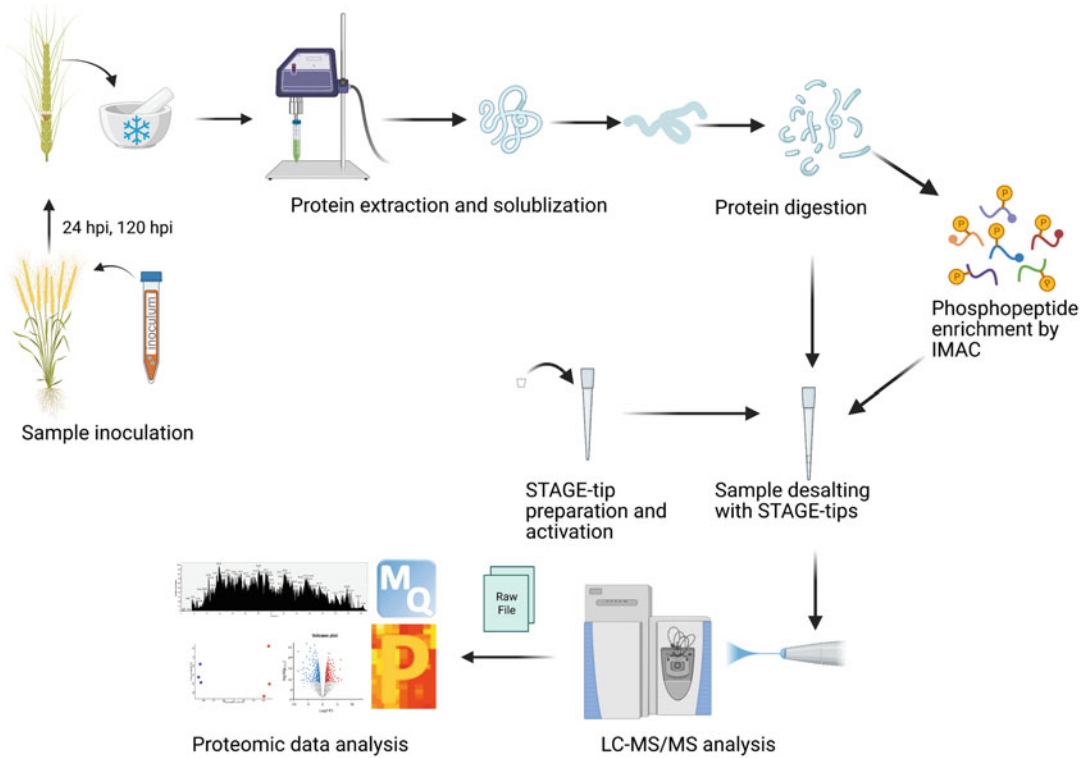 24 hpi, 120 hpi
inoculum
Sample inoculation
Protein extraction and solublization
Protein digestion
P
P
P
P
P
P
Phosphopeptide
enrichment by
IMAC
STAGE-tip
preparation and
activation
Sample desalting
with STAGE-tips
M
Q
Raw
File
Volcano plot
P
Proteomic data analysis
LC-MS/MS analysis